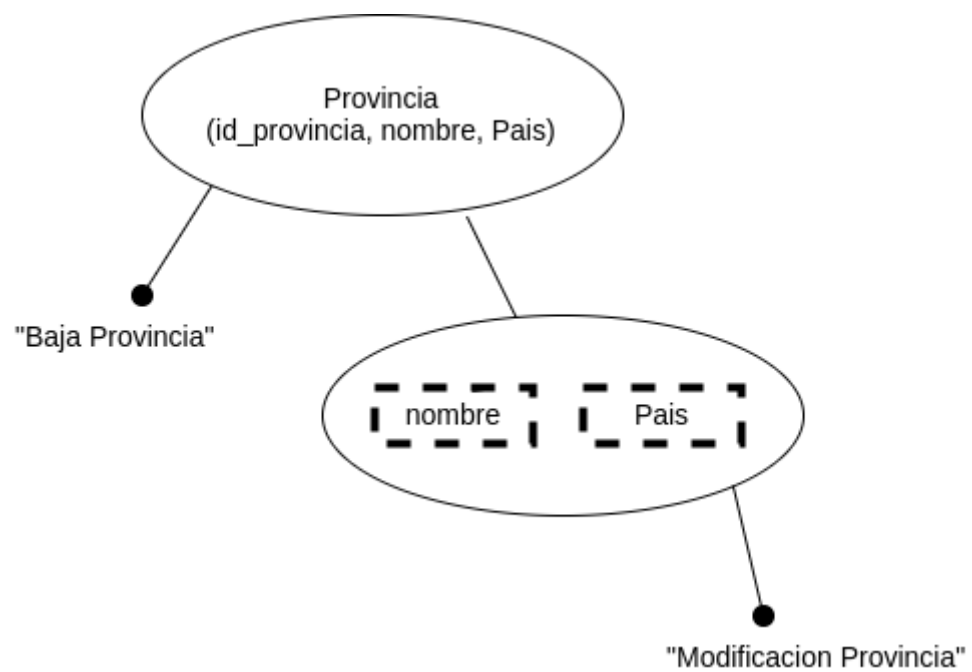 Provincia
(id_provincia, nombre, Pais)
"Baja Provincia"
nombre
Pais
"Modificacion Provincia"